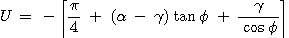 U = − ⌈π/4 + (α − γ) tan ϕ + γ/cos ϕ⌉